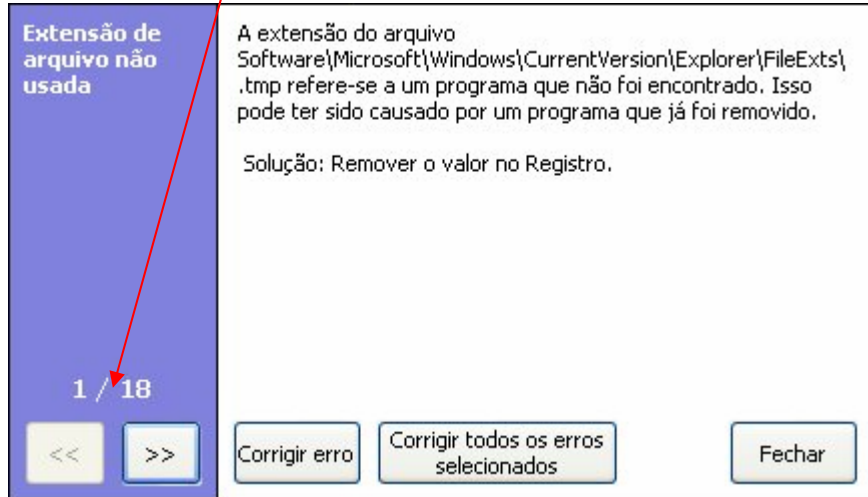 Extensão de
arquivo não
usada
A extensão do arquivo
Software\Microsoft\Windows\CurrentVersion\Explorer\FileExts\
.tmp refere-se a um programa que não foi encontrado. Isso
pode ter sido causado por um programa que já foi removido.
Solução: Remover o valor no Registro.
1 / 18
<<
>>
Corrigir erro
Corrigir todos os erros
selecionados
Fechar